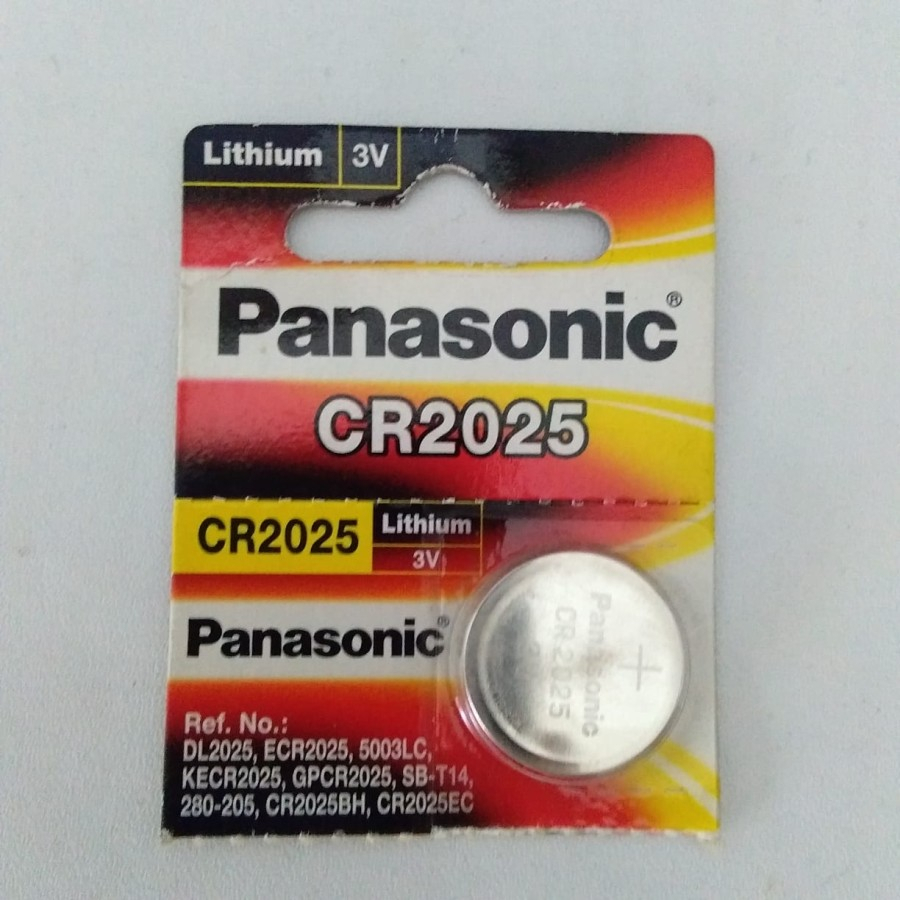 Lithium 3V
Panasonic®
CR2025
CR2025 Lithium
3V
Panasonic®
Ref. No.:
DL2025, ECR2025, 5003LC,
KECR2025, GPCR2025, SB-T14,
280-205, CR2025BH, CR2025EC
+
Panasonic
CR2025